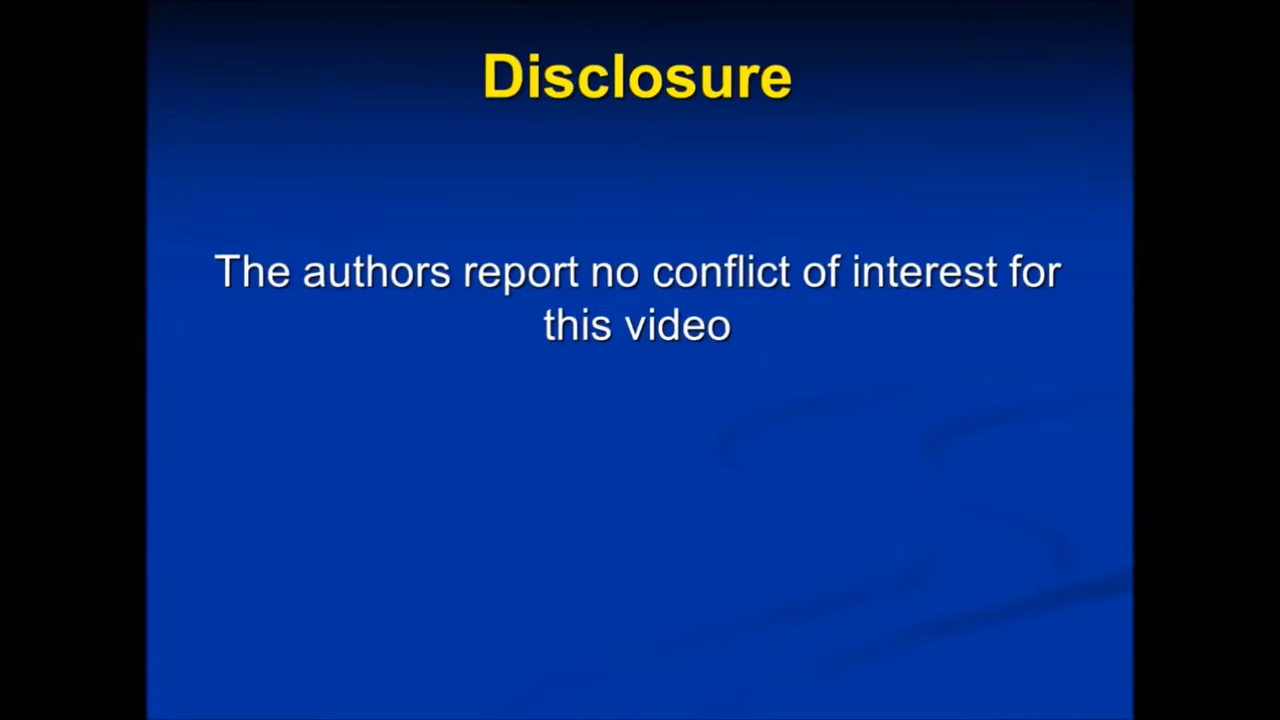 Disclosure
The authors report no conflict of interest for
this video